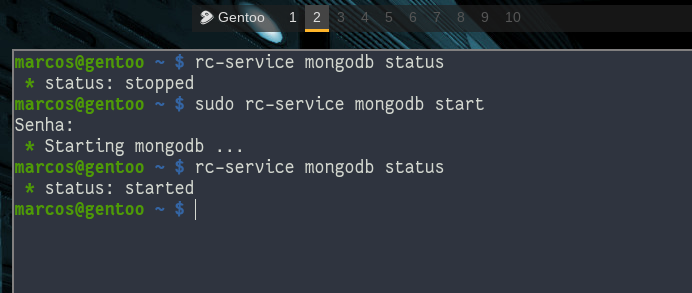 Gentoo 1 2 3 4 5 6 7 8 9 10
marcos@gentoo ~ $ rc-service mongodb status
 * status: stopped
marcos@gentoo ~ $ sudo rc-service mongodb start
Senha:
 * Starting mongodb ...
marcos@gentoo ~ $ rc-service mongodb status
 * status: started
marcos@gentoo ~ $